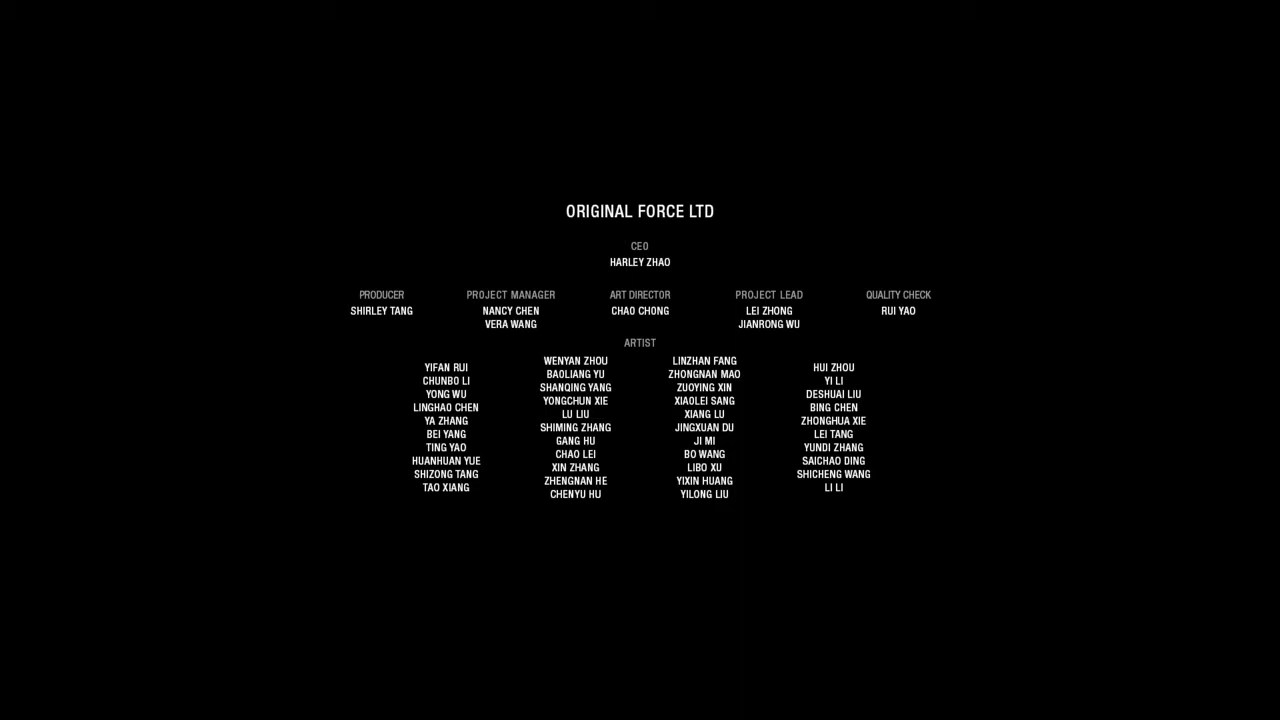 ORIGINAL FORCE LTD
CEO
HARLEY ZHAO
PRODUCER
SHIRLEY TANG
PROJECT MANAGER
NANCY CHEN
VERA WANG
ART DIRECTOR
CHAO CHONG
PROJECT LEAD
LEI ZHONG
JIANRONG WU
QUALITY CHECK
RUI YAO
ARTIST
YIFAN RUI
CHUNBO LI
YONG WU
LINGHAO CHEN
YA ZHANG
BEI YANG
TING YAO
HUANHUAN YUE
SHIZONG TANG
TAO XIANG
WENYAN ZHOU
BAOLIANG YU
SHANQING YANG
YONGCHUN XIE
LU LIU
SHIMING ZHANG
GANG HU
CHAO LEI
XIN ZHANG
ZHENGNAN HE
CHENYU HU
LINZHAN FANG
ZHONGNAN MAO
ZUOYING XIN
XIAOLEI SANG
XIANG LU
JINGXUAN DU
JI MI
BO WANG
LIBO XU
YIXIN HUANG
YILONG LIU
HUI ZHOU
YI LI
DESHUAI LIU
BING CHEN
ZHONGHUA XIE
LEI TANG
YUNDI ZHANG
SAICHAO DING
SHICHENG WANG
LI LI